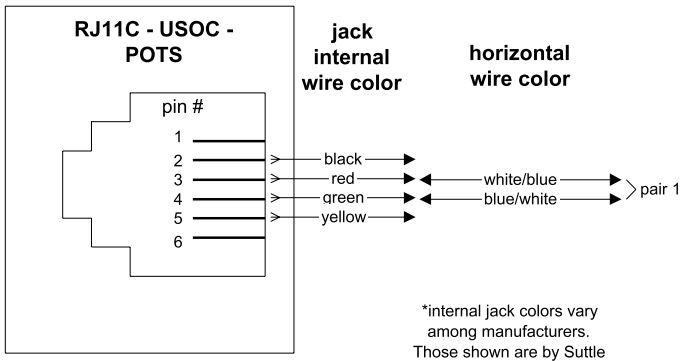 RJ11C - USOC -
POTS
jack
internal
wire color
horizontal
wire color
pin #
1
2
black
3
red
white/blue
4
green
blue/white
pair 1
5
yellow
6
*internal jack colors vary
among manufacturers.
Those shown are by Suttle